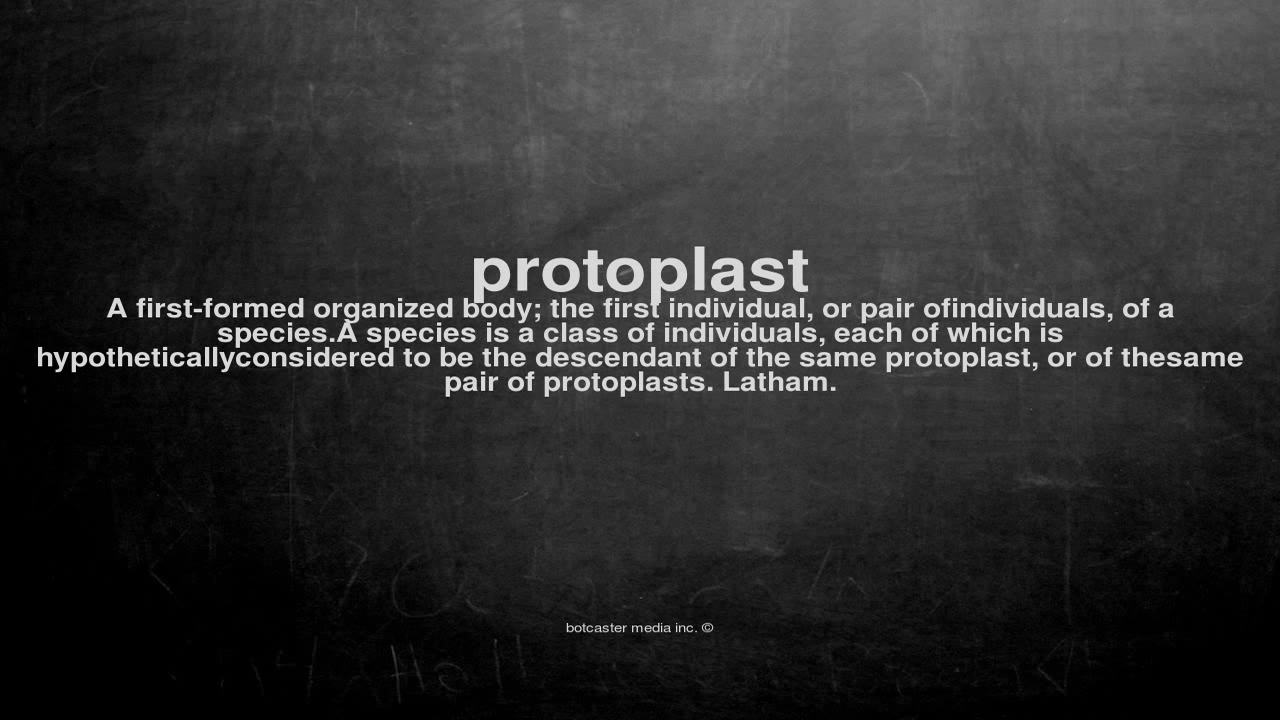 protoplast
A first-formed organized body; the first individual, or pair ofindividuals, of a
species.A species is a class of individuals, each of which is
hypotheticallyconsidered to be the descendant of the same protoplast, or of thesame
pair of protoplasts. Latham.
botcaster media inc. ©